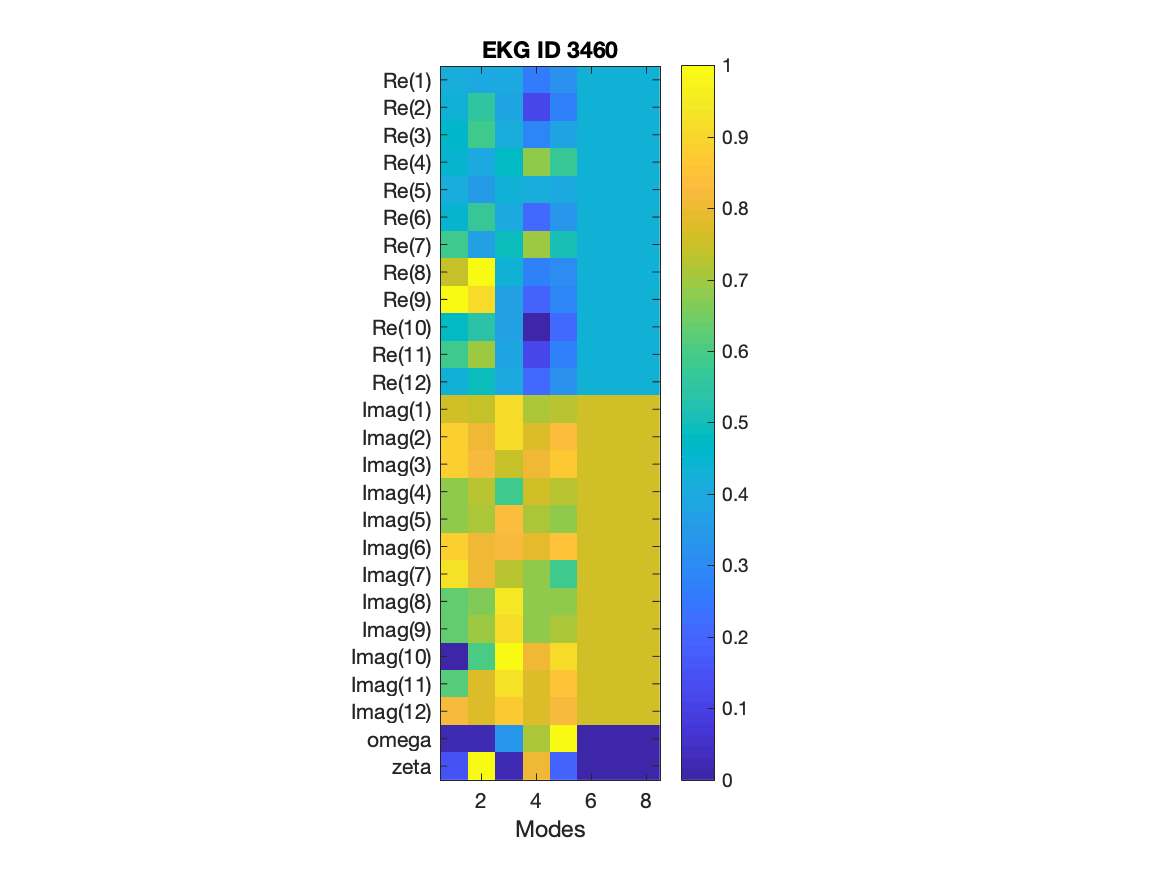 EKG ID 3460
Re(1)
Re(2)
Re(3)
Re(4)
Re(5)
Re(6)
Re(7)
Re(8)
Re(9)
Re(10)
Re(11)
Re(12)
Imag(1)
Imag(2)
Imag(3)
Imag(4)
Imag(5)
Imag(6)
Imag(7)
Imag(8)
Imag(9)
Imag(10)
Imag(11)
Imag(12)
omega
zeta
2 4 6 8
Modes
1
0.9
0.8
0.7
0.6
0.5
0.4
0.3
0.2
0.1
0